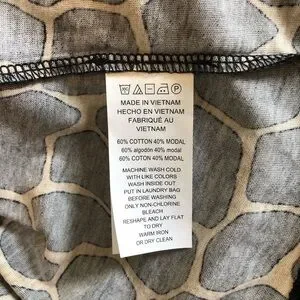 MADE IN VIETNAM
HECHO EN VIETNAM
FABRIQUÉ AU
VIETNAM
60% COTTON 40% MODAL
60% algodón 40% modal
60% COTON 40% MODAL
MACHINE WASH COLD
WITH LIKE COLORS
WASH INSIDE OUT
PUT IN LAUNDRY BAG
BEFORE WASHING
ONLY NON-CHLORINE
BLEACH
RESHAPE AND LAY FLAT
TO DRY
WARM IRON
OR DRY CLEAN